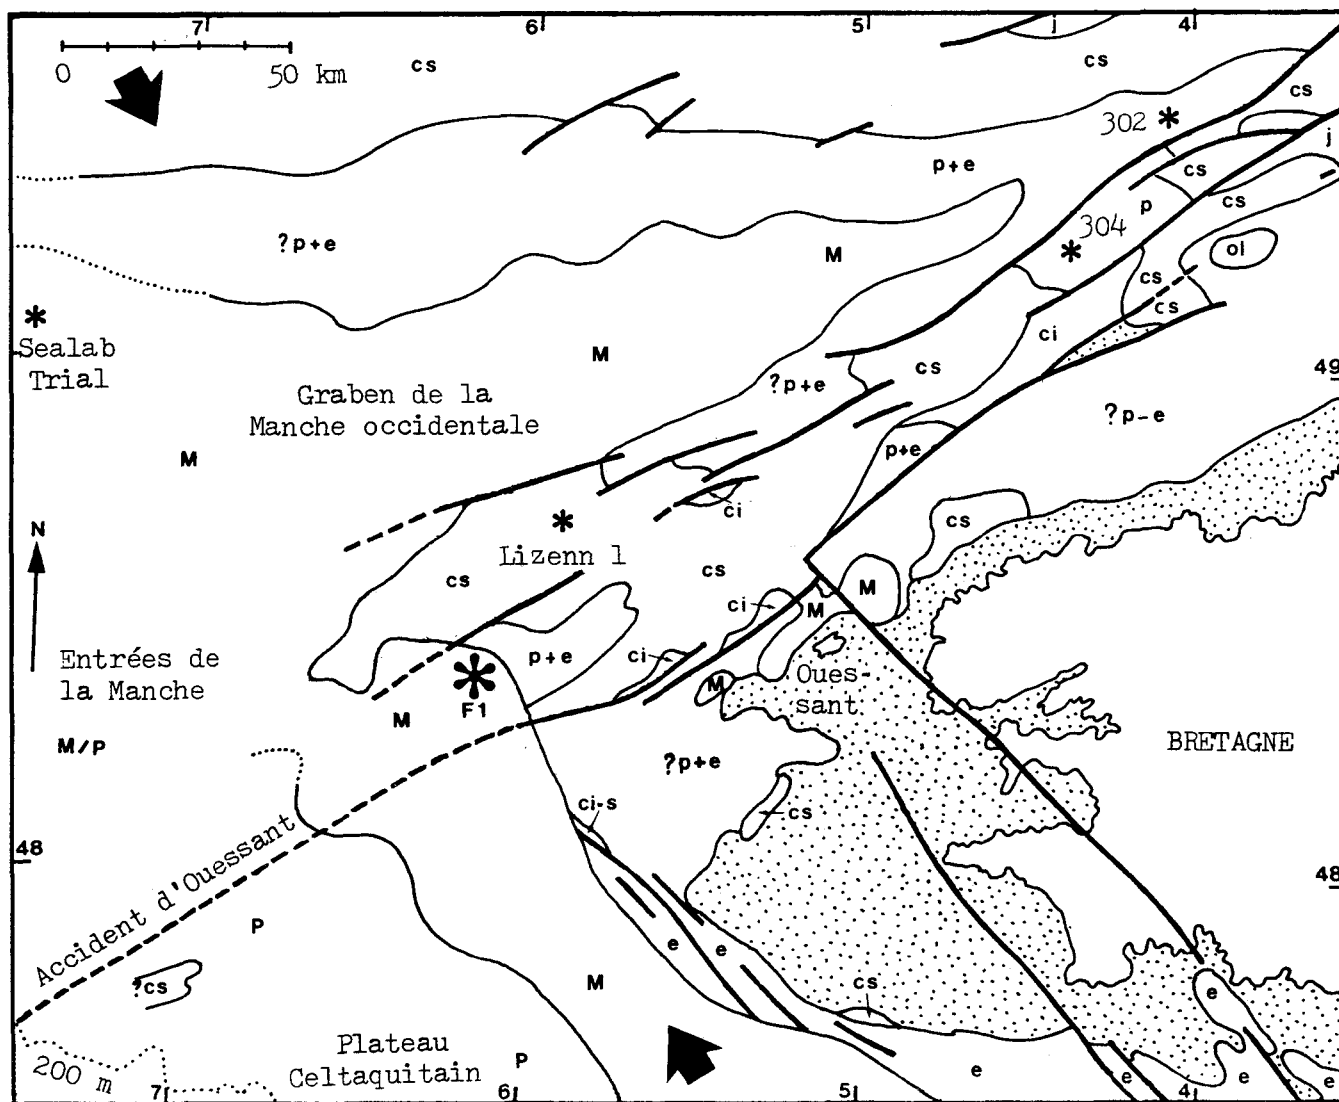 7 6 5 4
j
cs
cs
0 50 km
cs
302
j
p+e
cs
p
cs
?p+e
304
M
ol
cs
cs
Sealab
Trial
ci
M
cs
49
?p+e
Graben de la
Manche occidentale
?p-e
M
p+e
ci
cs
N
Lizenn 1
cs
cs
M
ci
M
Entrées de
la Manche
p+e
ci
Oues-
sant
M
F1
M
M/P
BRETAGNE
?p+e
ci-s
cs
48
48
Accident d'Ouessant
P
e
e
?cs
M
cs
e
Plateau
Celtaquitain
P
200 m
e
e
e
e
7 6 5 4